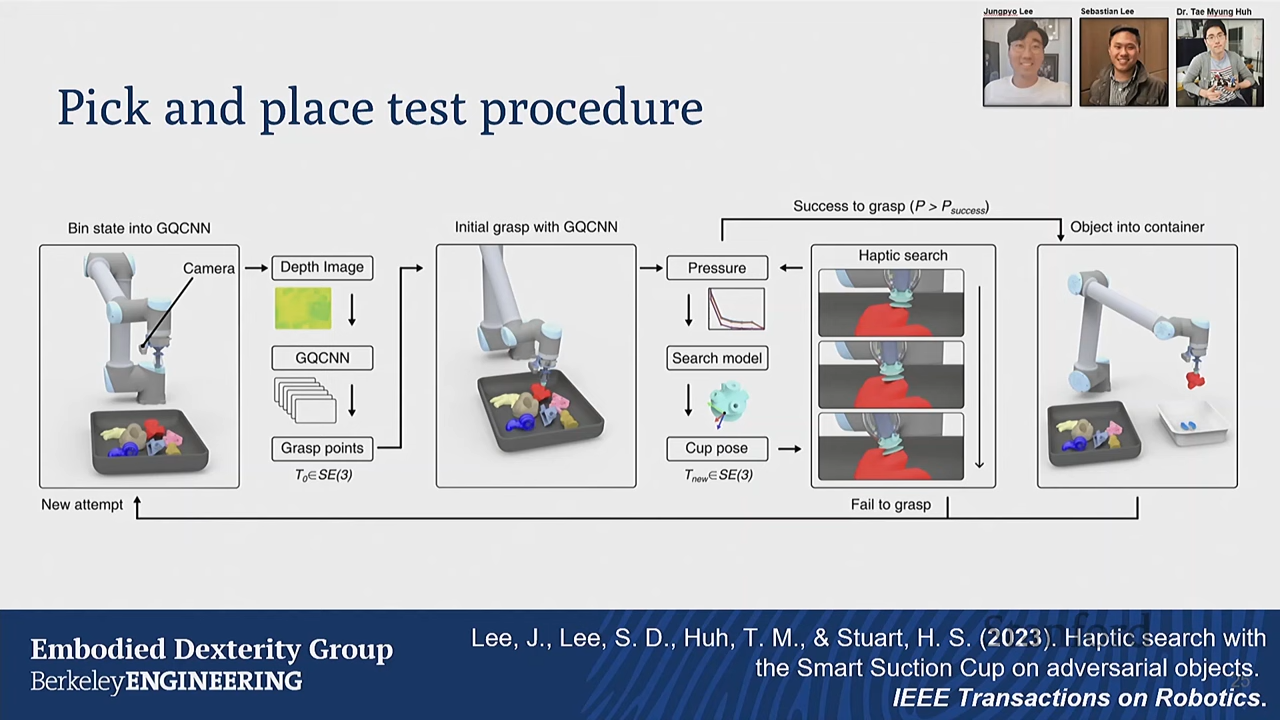 Jungpyo Lee
Sebastian Lee
Dr. Tae Myung Huh
Pick and place test procedure
Bin state into GQCNN
Camera
Depth Image
GQCNN
Grasp points
T₀∈SE(3)
Initial grasp with GQCNN
Success to grasp (P > Psuccess)
Pressure
Search model
Cup pose
Tnew∈SE(3)
Haptic search
Object into container
New attempt
Fail to grasp
Embodied Dexterity Group
BerkeleyENGINEERING
Stanford
Lee, J., Lee, S. D., Huh, T. M., & Stuart, H. S. (2023). Haptic search with
the Smart Suction Cup on adversarial objects.
IEEE Transactions on Robotics.